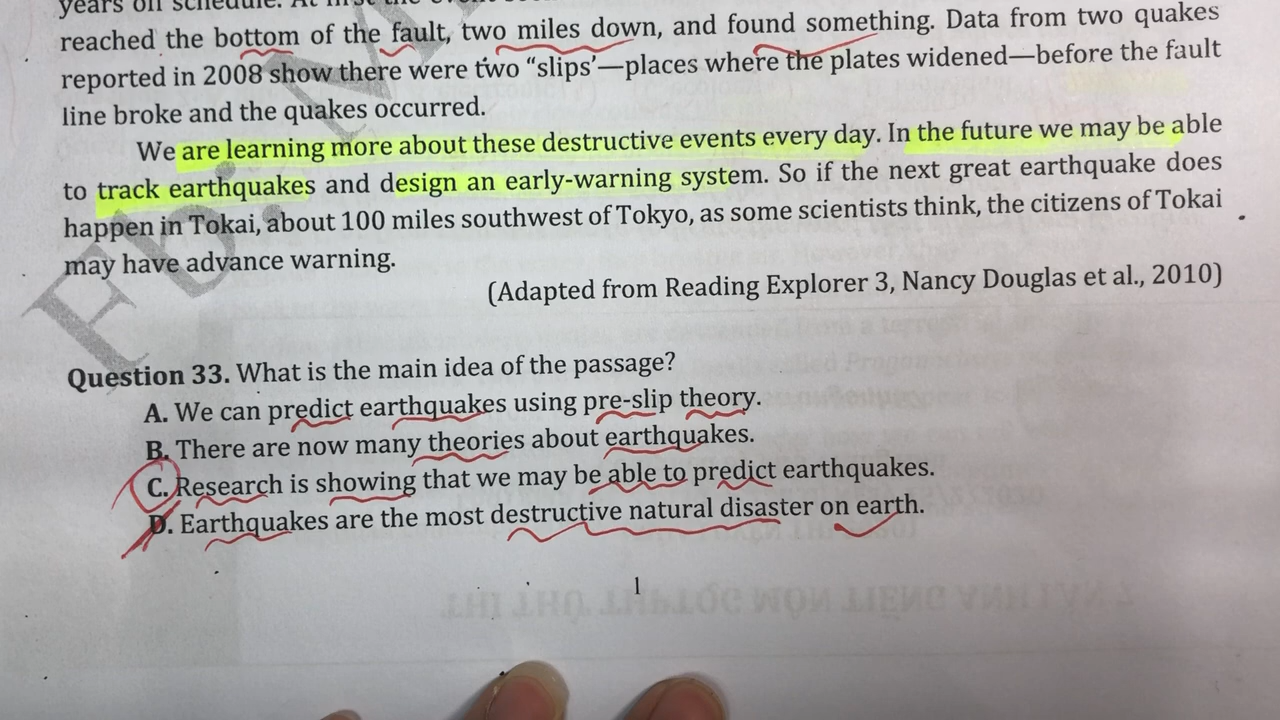 years on schedule. At first the event
reached the bottom of the fault, two miles down, and found something. Data from two quakes
reported in 2008 show there were two “slips’—places where the plates widened—before the fault
line broke and the quakes occurred.
We are learning more about these destructive events every day. In the future we may be able
to track earthquakes and design an early-warning system. So if the next great earthquake does
happen in Tokai, about 100 miles southwest of Tokyo, as some scientists think, the citizens of Tokai
may have advance warning.
(Adapted from Reading Explorer 3, Nancy Douglas et al., 2010)
Question 33. What is the main idea of the passage?
A. We can predict earthquakes using pre-slip theory.
B. There are now many theories about earthquakes.
C. Research is showing that we may be able to predict earthquakes.
D. Earthquakes are the most destructive natural disaster on earth.
1